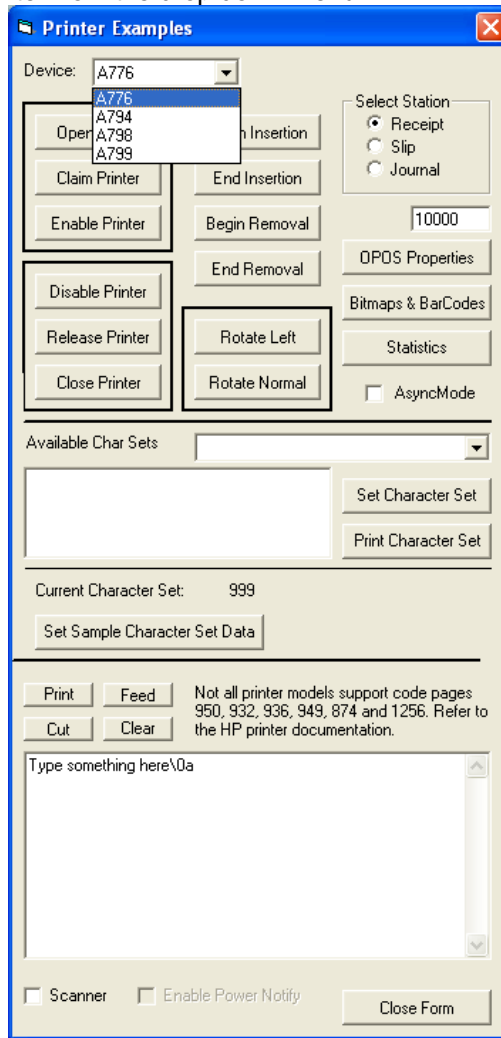 Printer Examples
Device: A776
A776
A794
A798
A799
Select Station
Receipt
Slip
Journal
Open
Insertion
Claim Printer
End Insertion
Enable Printer
Begin Removal
10000
End Removal
OPOS Properties
Disable Printer
Bitmaps & BarCodes
Release Printer
Rotate Left
Statistics
Close Printer
Rotate Normal
AsyncMode
Available Char Sets
Set Character Set
Print Character Set
Current Character Set: 999
Set Sample Character Set Data
Print
Feed
Cut
Clear
Not all printer models support code pages
950, 932, 936, 949, 874 and 1256. Refer to
the HP printer documentation.
Type something here\0a
Scanner
Enable Power Notify
Close Form